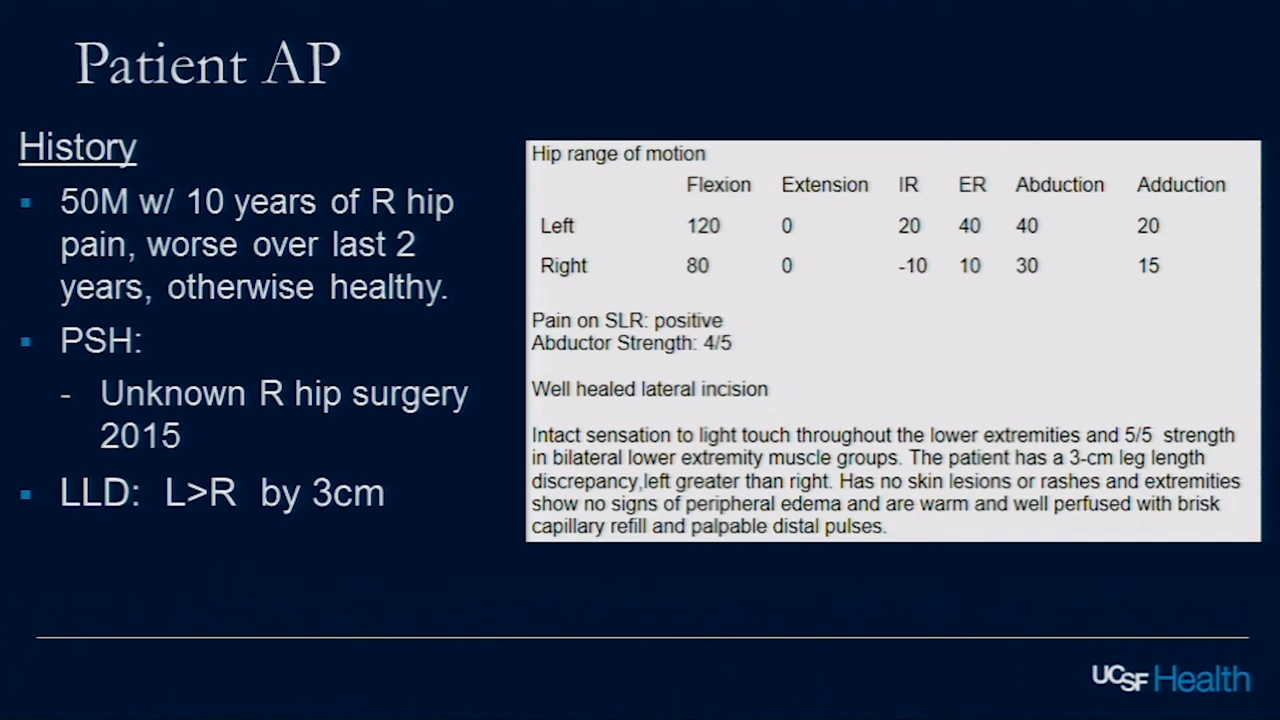 Patient AP
History
50M w/ 10 years of R hip
pain, worse over last 2
years, otherwise healthy.
PSH:
- Unknown R hip surgery
2015
LLD: L>R by 3cm
Hip range of motion
Flexion Extension IR ER Abduction Adduction
Left 120 0 20 40 40 20
Right 80 0 -10 10 30 15
Pain on SLR: positive
Abductor Strength: 4/5
Well healed lateral incision
Intact sensation to light touch throughout the lower extremities and 5/5 strength
in bilateral lower extremity muscle groups. The patient has a 3-cm leg length
discrepancy,left greater than right. Has no skin lesions or rashes and extremities
show no signs of peripheral edema and are warm and well perfused with brisk
capillary refill and palpable distal pulses.
UCSF Health